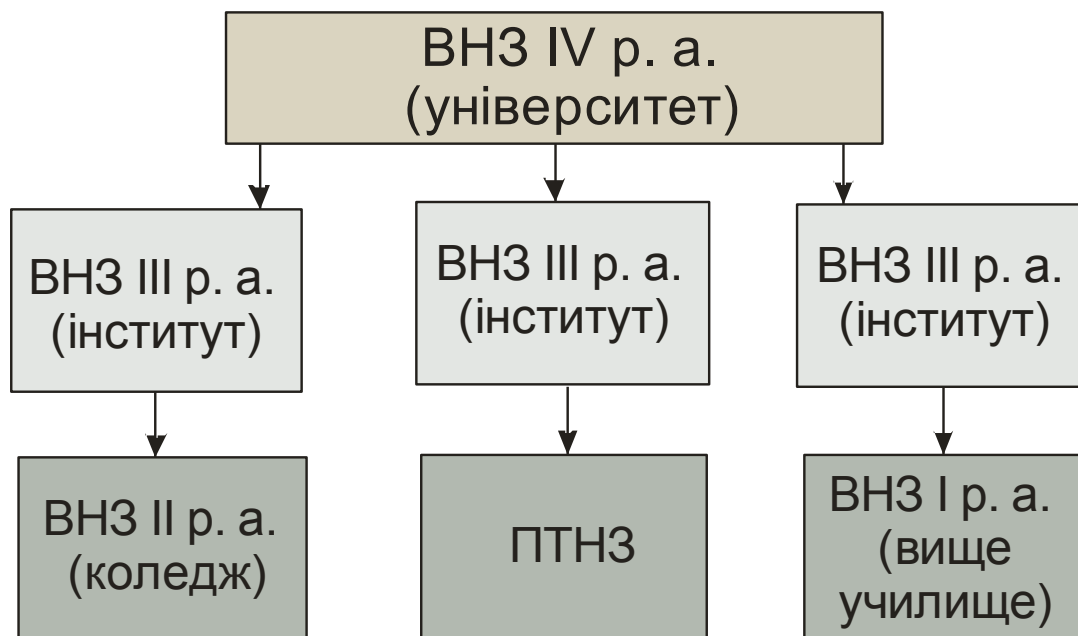 ВНЗ IV р. а.
(університет)
ВНЗ III р. а.
(інститут)
ВНЗ III р. а.
(інститут)
ВНЗ III р. а.
(інститут)
ВНЗ II р. а.
(коледж)
ПТНЗ
ВНЗ I р. а.
(вище
училище)